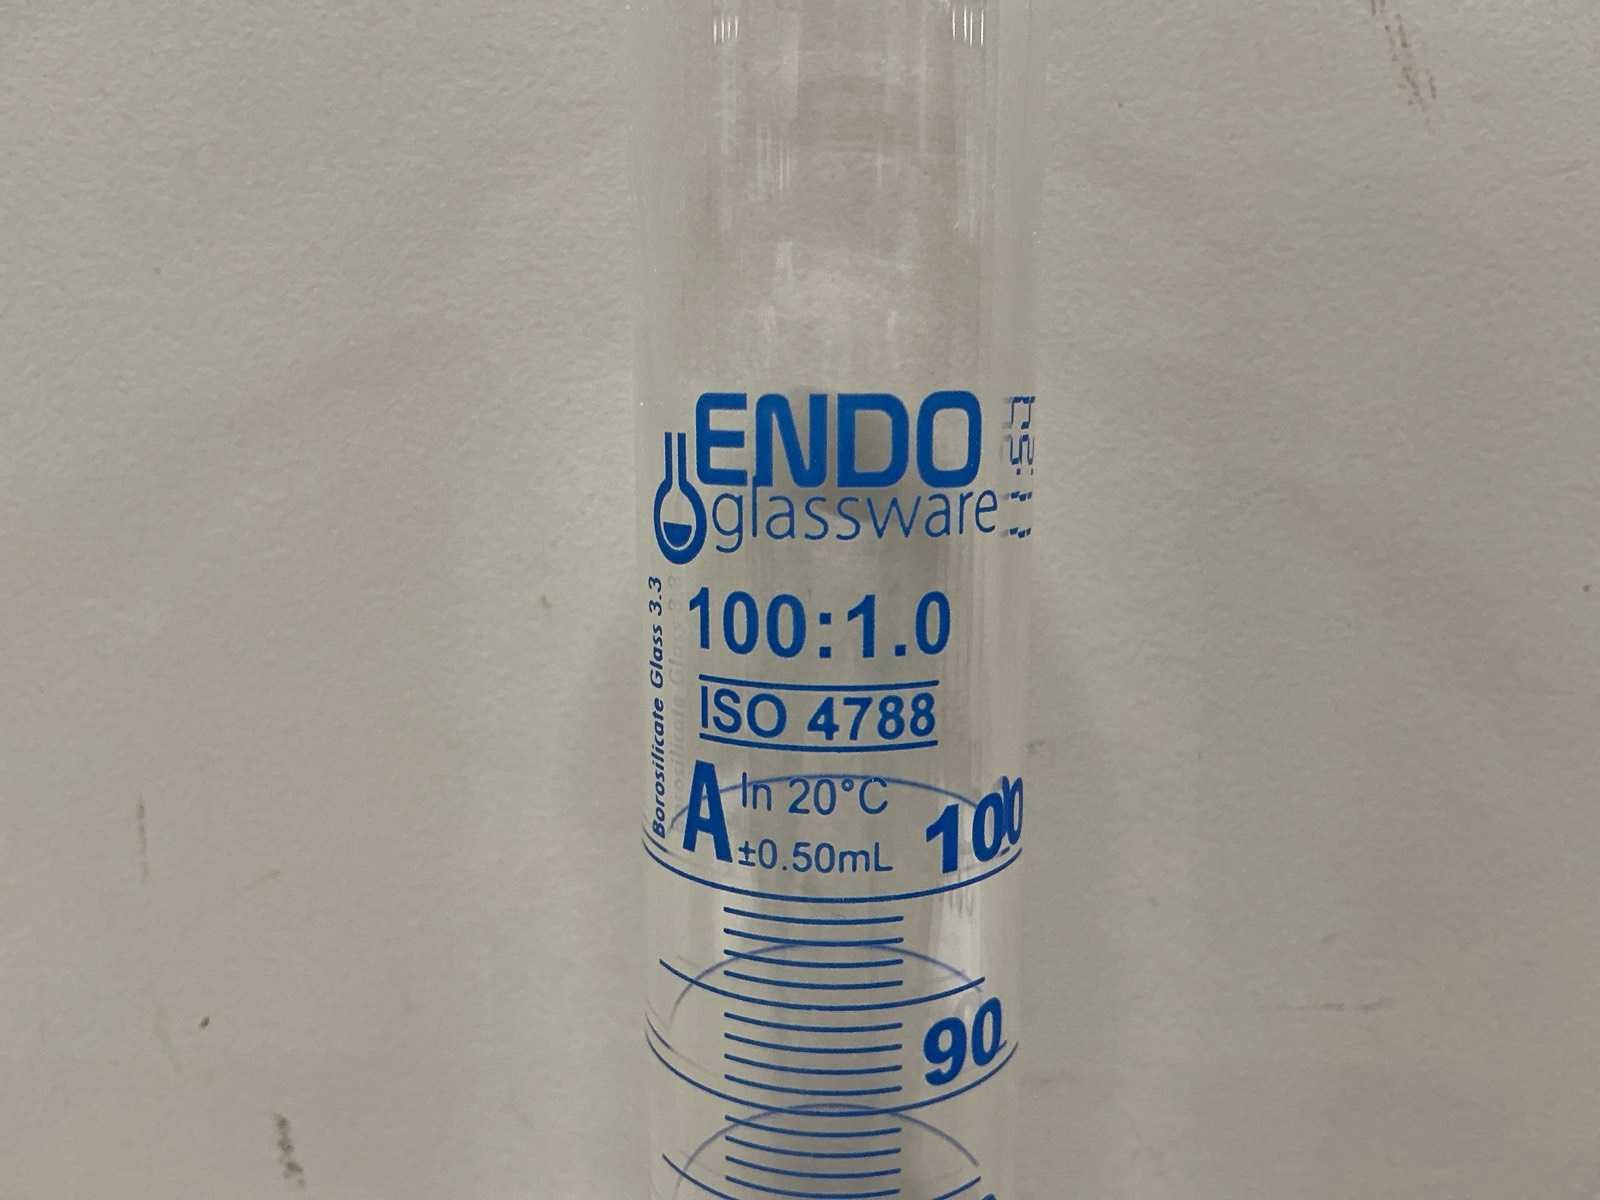 ENDO
glassware
Borosilicate Glass 3.3
100:1.0
ISO 4788
A
In 20°C
±0.50mL
100
90